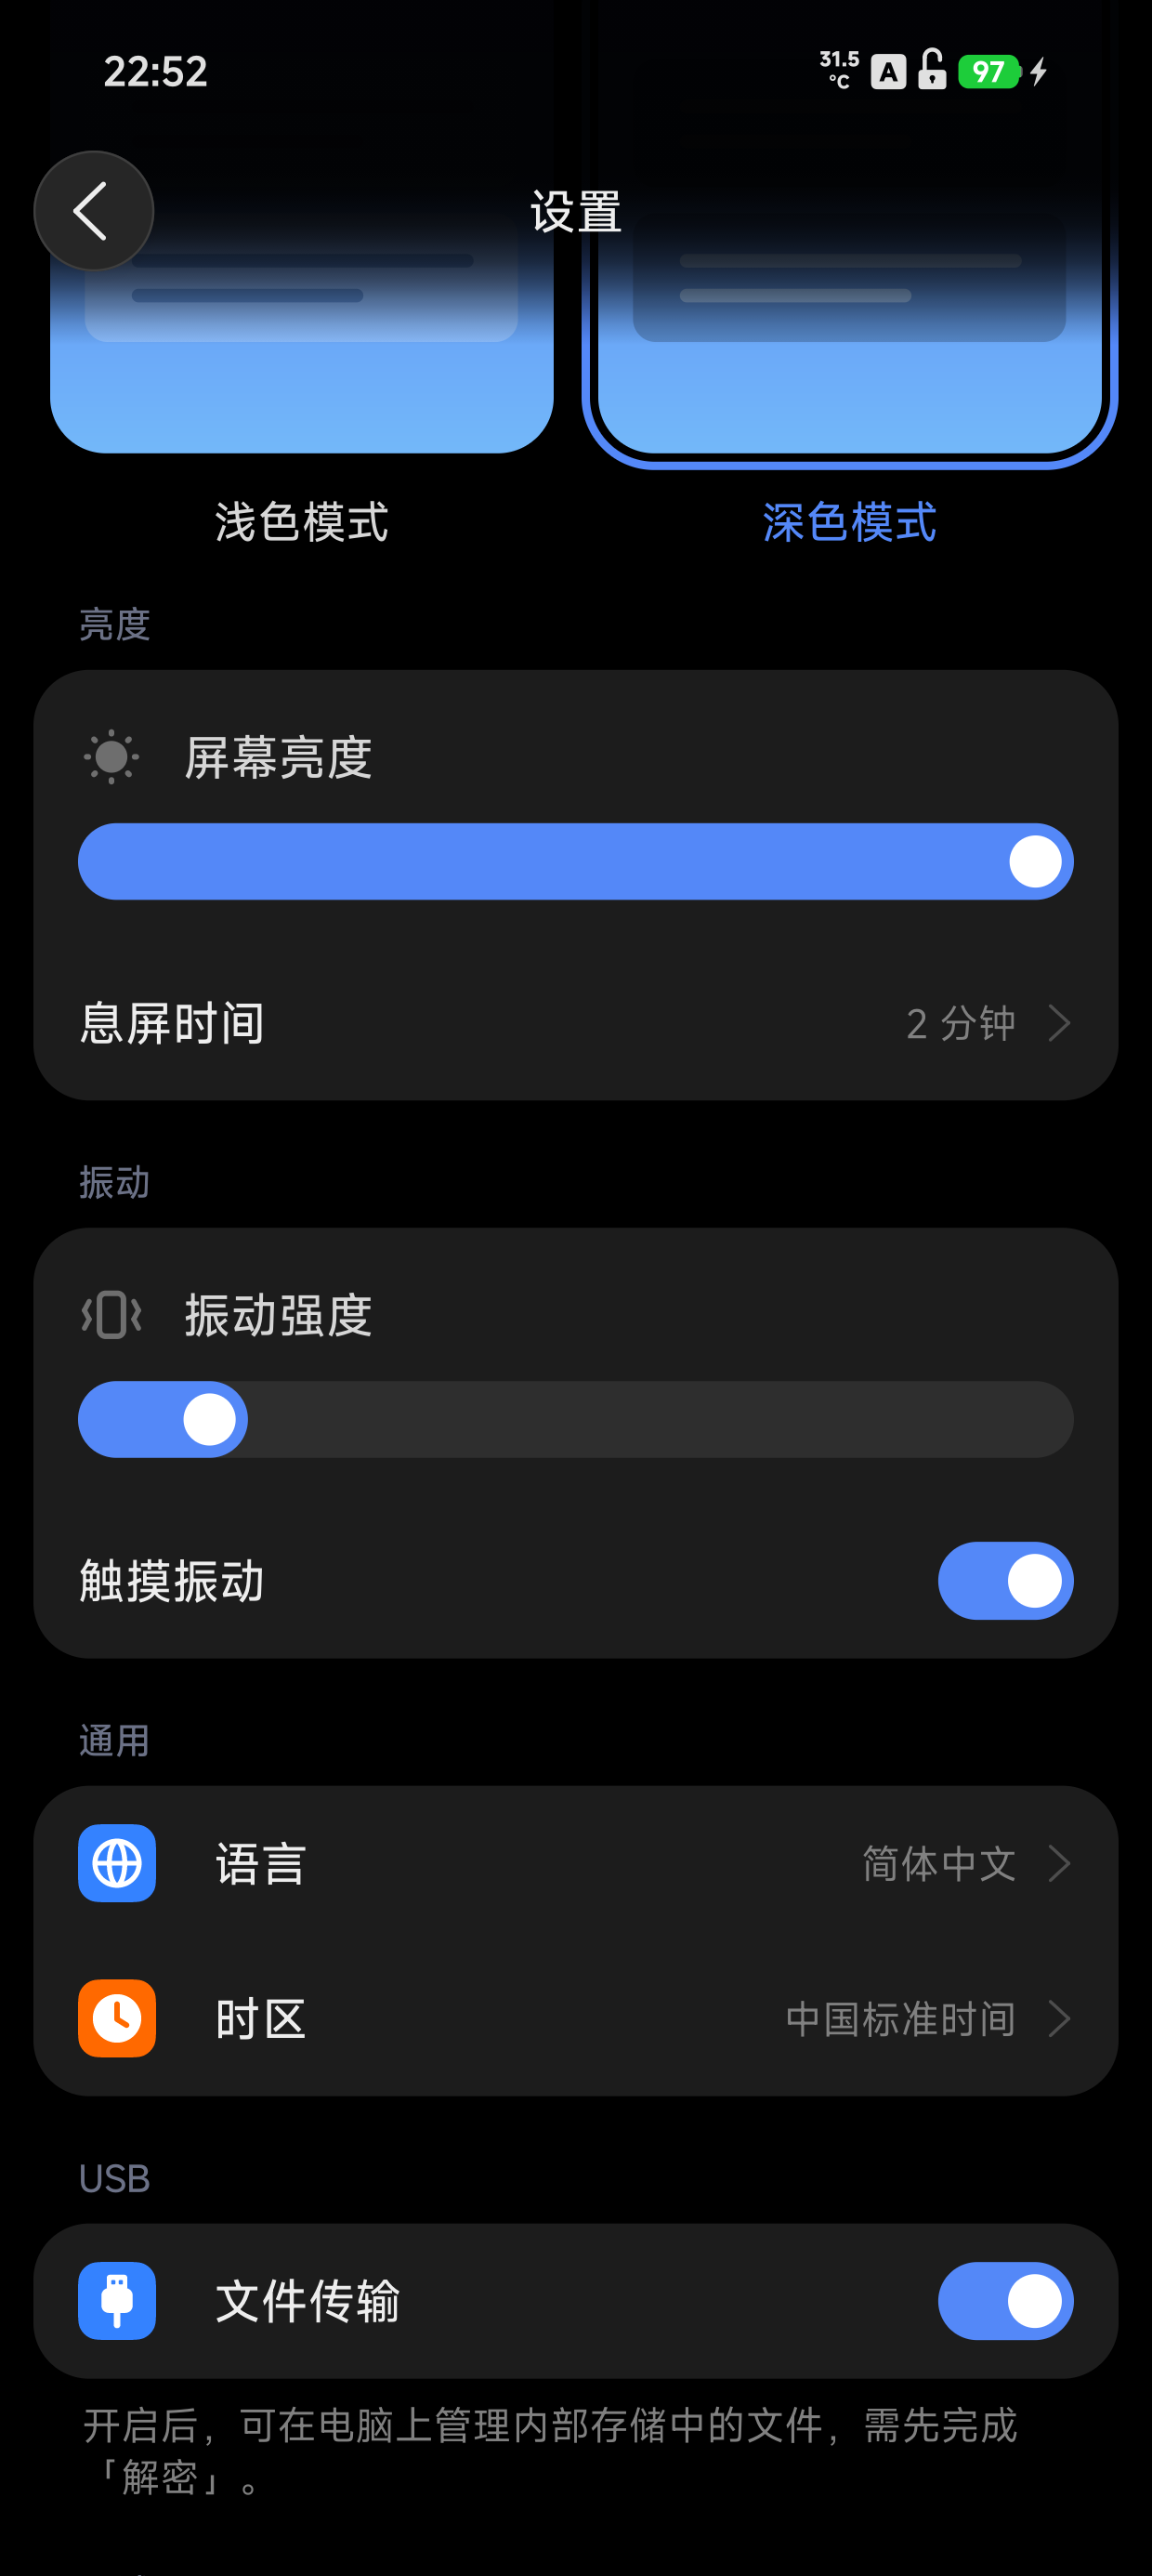 22:52
31.5
°C
A
97
设置
浅色模式
深色模式
亮度
屏幕亮度
息屏时间
2 分钟
振动
振动强度
触摸振动
通用
语言
简体中文
时区
中国标准时间
USB
文件传输
开启后，可在电脑上管理内部存储中的文件，需先完成
「解密」。